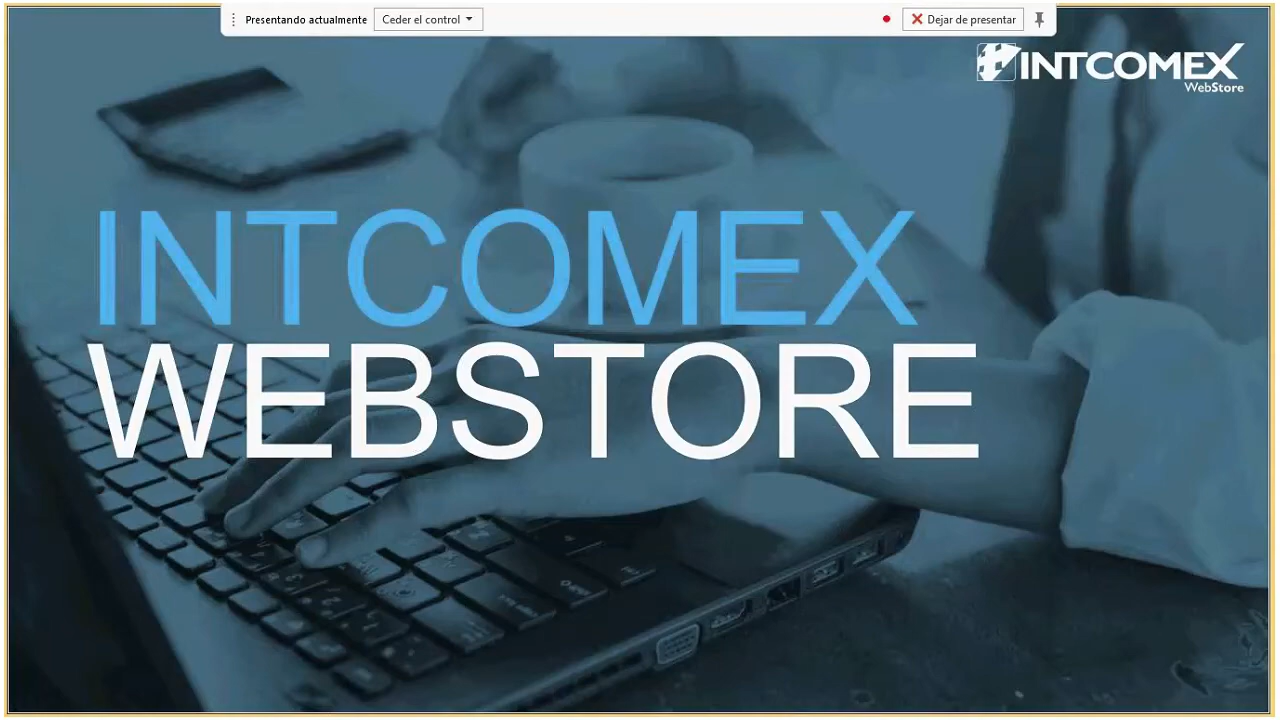 Presentando actualmente
Ceder el control
Dejar de presentar
INTCOMEX
WebStore
INTCOMEX
WEBSTORE